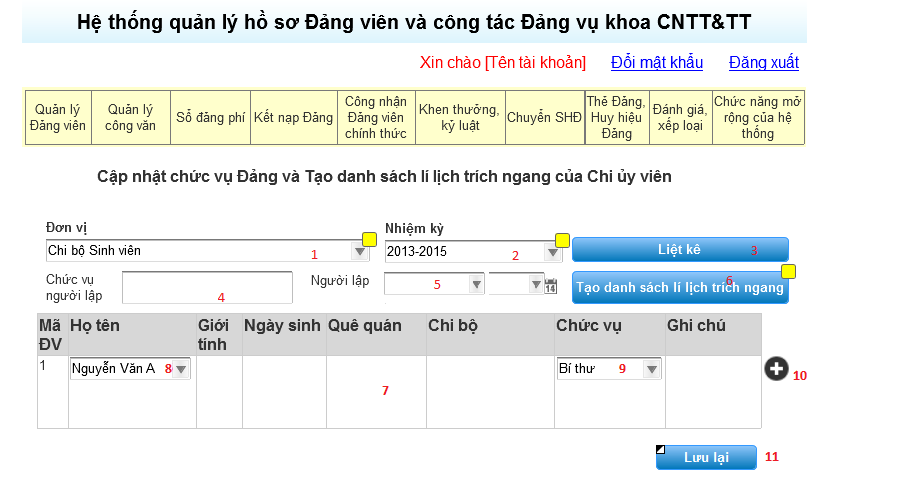 Hệ thống quản lý hồ sơ Đảng viên và công tác Đảng vụ khoa CNTT&TT
Xin chào [Tên tài khoản] Đổi mật khẩu Đăng xuất
Quản lý Đảng viên
Quản lý công văn
Sổ đảng phí
Kết nạp Đảng
Công nhận Đảng viên chính thức
Khen thưởng, kỷ luật
Chuyển SHĐ
Thẻ Đảng, Huy hiệu Đảng
Đánh giá, xếp loại
Chức năng mở rộng của hệ thống
Cập nhật chức vụ Đảng và Tạo danh sách lí lịch trích ngang của Chi ủy viên
Đơn vị Nhiệm kỳ
Chi bộ Sinh viên 1 2013-2015 2 Liệt kê 3
Chức vụ người lập 4 Người lập 5 14 Tạo danh sách lí lịch trích ngang 6
Mã ĐV Họ tên Giới tính Ngày sinh Quê quán Chi bộ Chức vụ Ghi chú
1 Nguyễn Văn A 8 7 Bí thư 9 10
Lưu lại 11